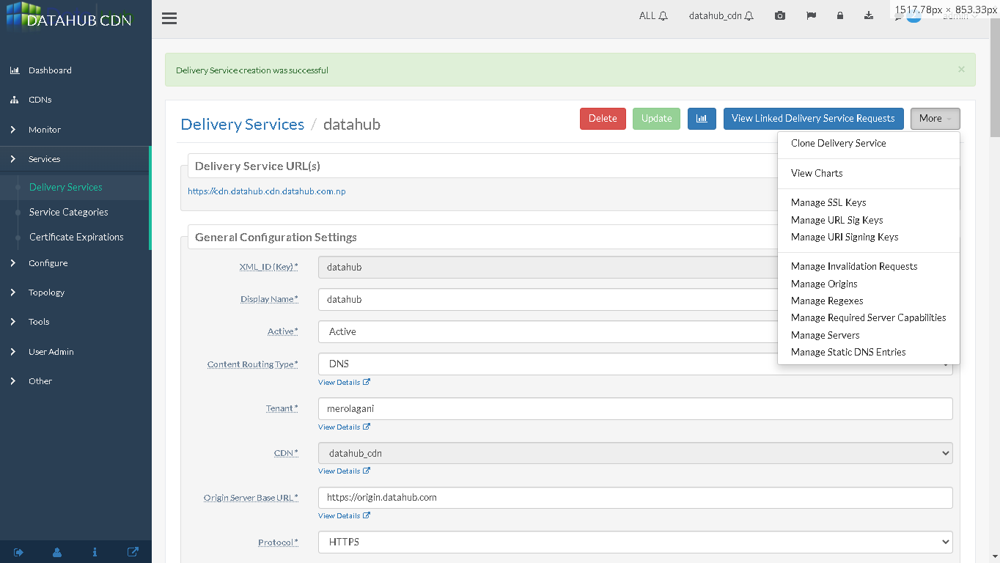 DATAHUB CDN
ALL
datahub_cdn
1517.78px × 853.33px
Dashboard
CDNs
Monitor
Services
Delivery Services
Service Categories
Certificate Expirations
Configure
Topology
Tools
User Admin
Other
Delivery Service creation was successful
×
Delivery Services / datahub
Delete
Update
View Linked Delivery Service Requests
More
Clone Delivery Service
View Charts
Manage SSL Keys
Manage URL Sig Keys
Manage URI Signing Keys
Manage Invalidation Requests
Manage Origins
Manage Regexes
Manage Required Server Capabilities
Manage Servers
Manage Static DNS Entries
Delivery Service URL(s)
https://cdn.datahub.cdn.datahub.com.np
General Configuration Settings
XML_ID (Key) * datahub
Display Name * datahub
Active * Active
Content Routing Type * DNS
View Details
Tenant * merolagani
View Details
CDN * datahub_cdn
View Details
Origin Server Base URL * https://origin.datahub.com
View Details
Protocol * HTTPS